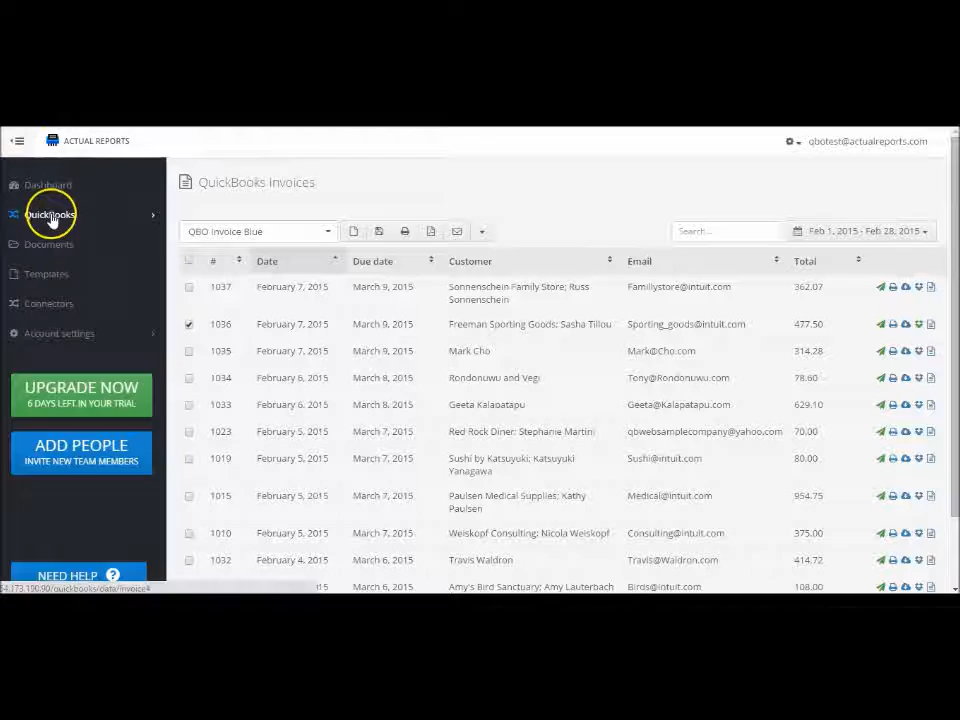 ACTUAL REPORTS
qbotest@actualreports.com
Dashboard
QuickBooks
Documents
Templates
Connectors
Account settings
UPGRADE NOW
6 DAYS LEFT IN YOUR TRIAL
ADD PEOPLE
INVITE NEW TEAM MEMBERS
NEED HELP ?
QuickBooks Invoices
QBO Invoice Blue
Search...
Feb 1, 2015 - Feb 28, 2015
# Date Due date Customer Email Total
1037 February 7, 2015 March 9, 2015 Sonnenschein Family Store; Russ Familystore@intuit.com 362.07
Sonnenschein
1036 February 7, 2015 March 9, 2015 Freeman Sporting Goods; Sasha Tillou Sporting_goods@intuit.com 477.50
1035 February 7, 2015 March 9, 2015 Mark Cho Mark@Cho.com 314.28
1034 February 6, 2015 March 8, 2015 Rondonuwu and Vegi Tony@Rondonuwu.com 78.60
1033 February 6, 2015 March 8, 2015 Geeta Kalapatapu Geeta@Kalapatapu.com 629.10
1023 February 5, 2015 March 7, 2015 Red Rock Diner; Stephanie Martini qbwebsamplecompany@yahoo.com 70.00
1019 February 5, 2015 March 7, 2015 Sushi by Katsuyuki; Katsuyuki Sushi@intuit.com 80.00
Yanagawa
1015 February 5, 2015 March 7, 2015 Paulsen Medical Supplies; Kathy Medical@intuit.com 954.75
Paulsen
1010 February 5, 2015 March 7, 2015 Weiskopf Consulting; Nicola Weiskopf Consulting@intuit.com 375.00
1032 February 4, 2015 March 6, 2015 Travis Waldron Travis@Waldron.com 414.72
15, 2015 March 6, 2015 Amy's Bird Sanctuary; Amy Lauterbach Birds@intuit.com 108.00
54.173.190.90/quickbooks/data/invoice#